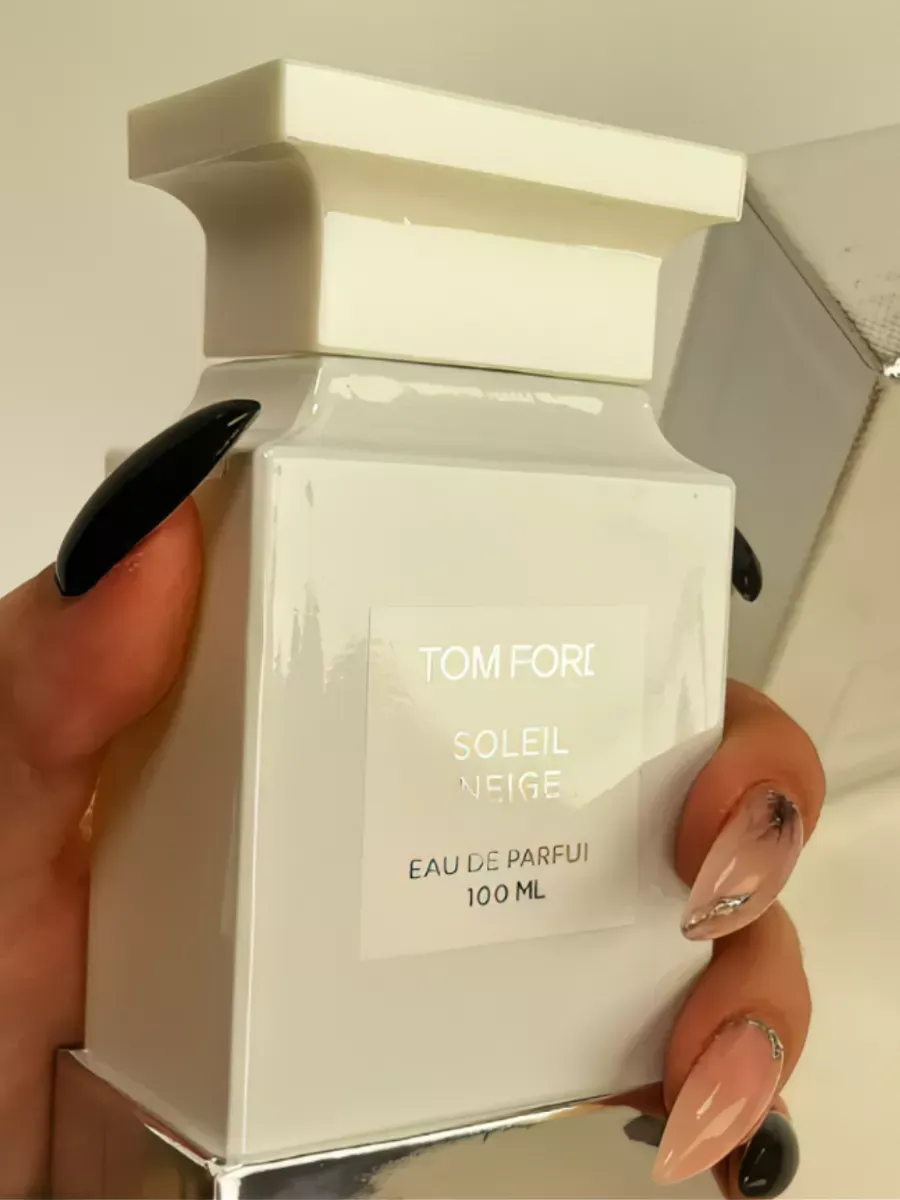 TOM FORD
SOLEIL
NEIGE
EAU DE PARFUM
100 ML